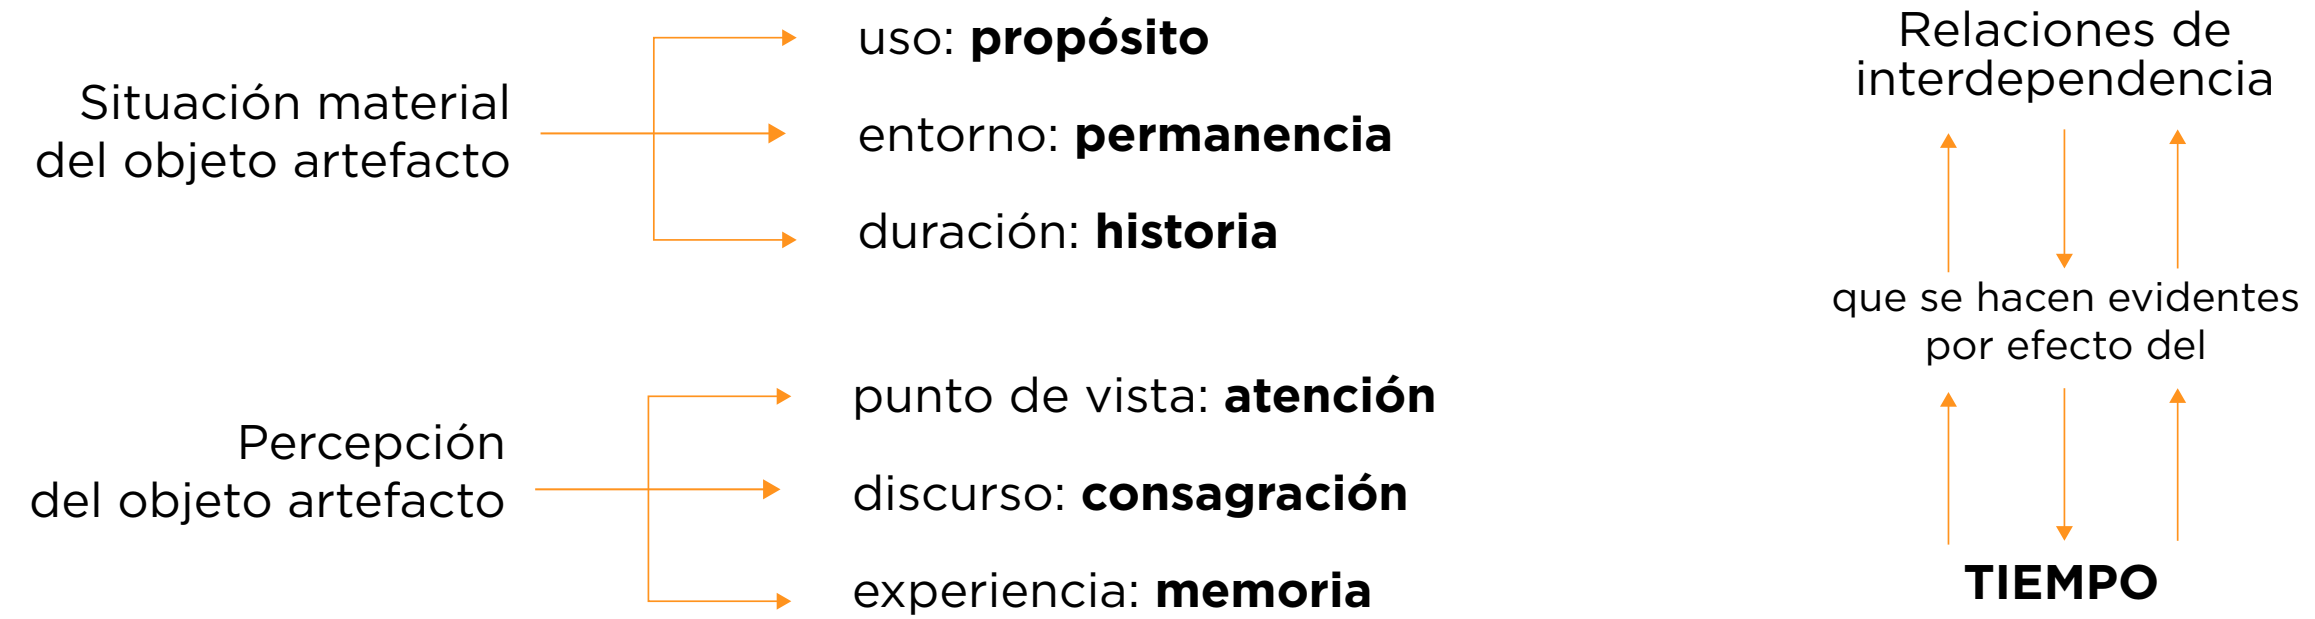 Situación material
del objeto artefacto
uso: propósito
entorno: permanencia
duración: historia
Percepción
del objeto artefacto
punto de vista: atención
discurso: consagración
experiencia: memoria
Relaciones de
interdependencia
que se hacen evidentes
por efecto del
TIEMPO